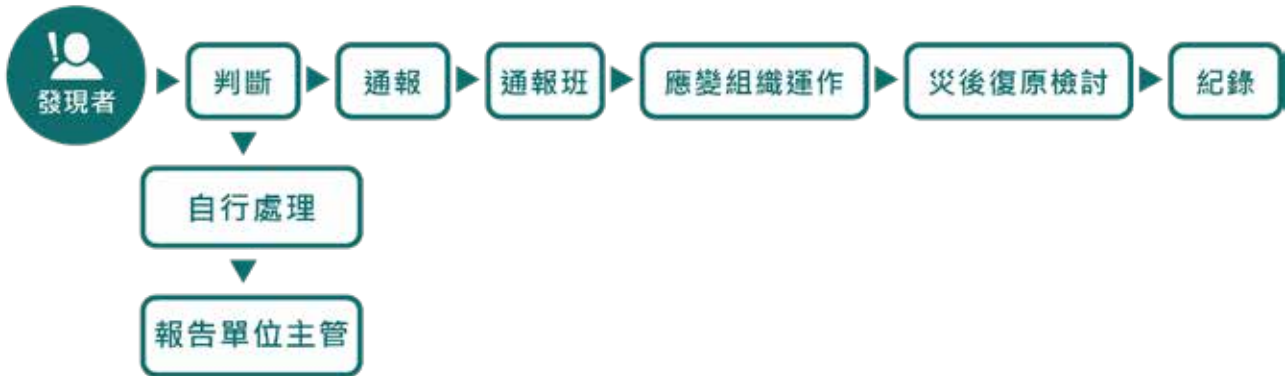 發現者
判斷
通報
通報班
應變組織運作
災後復原檢討
紀錄
自行處理
報告單位主管